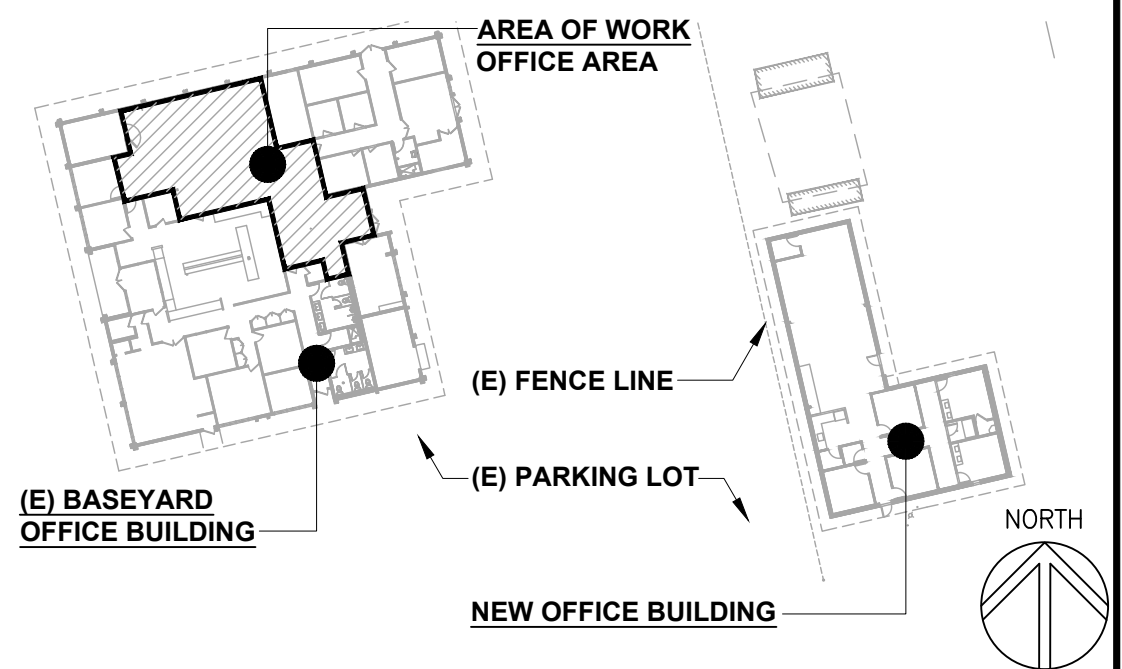 AREA OF WORK
OFFICE AREA
(E) FENCE LINE
(E) PARKING LOT
(E) BASEYARD
OFFICE BUILDING
NORTH
NEW OFFICE BUILDING